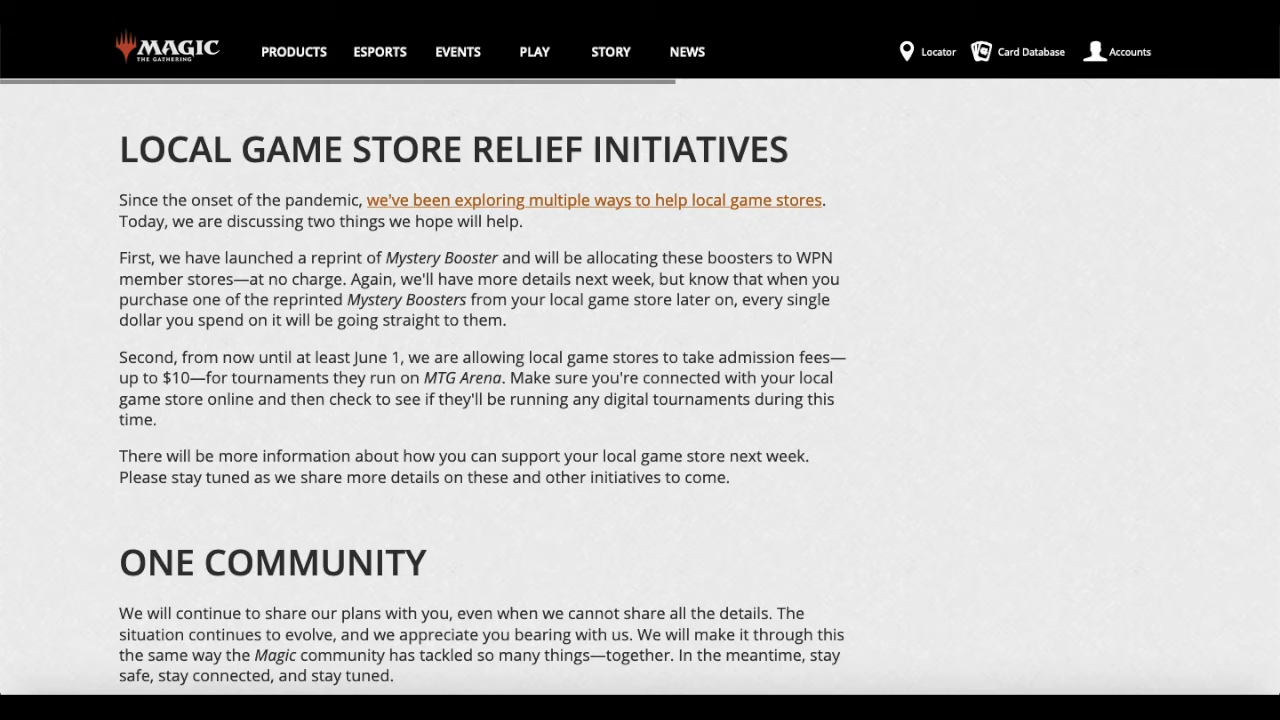 MAGIC
THE GATHERING
PRODUCTS ESPORTS EVENTS PLAY STORY NEWS Locator Card Database Accounts
LOCAL GAME STORE RELIEF INITIATIVES
Since the onset of the pandemic, we've been exploring multiple ways to help local game stores.
Today, we are discussing two things we hope will help.
First, we have launched a reprint of Mystery Booster and will be allocating these boosters to WPN
member stores—at no charge. Again, we'll have more details next week, but know that when you
purchase one of the reprinted Mystery Boosters from your local game store later on, every single
dollar you spend on it will be going straight to them.
Second, from now until at least June 1, we are allowing local game stores to take admission fees—
up to $10—for tournaments they run on MTG Arena. Make sure you're connected with your local
game store online and then check to see if they'll be running any digital tournaments during this
time.
There will be more information about how you can support your local game store next week.
Please stay tuned as we share more details on these and other initiatives to come.
ONE COMMUNITY
We will continue to share our plans with you, even when we cannot share all the details. The
situation continues to evolve, and we appreciate you bearing with us. We will make it through this
the same way the Magic community has tackled so many things—together. In the meantime, stay
safe, stay connected, and stay tuned.